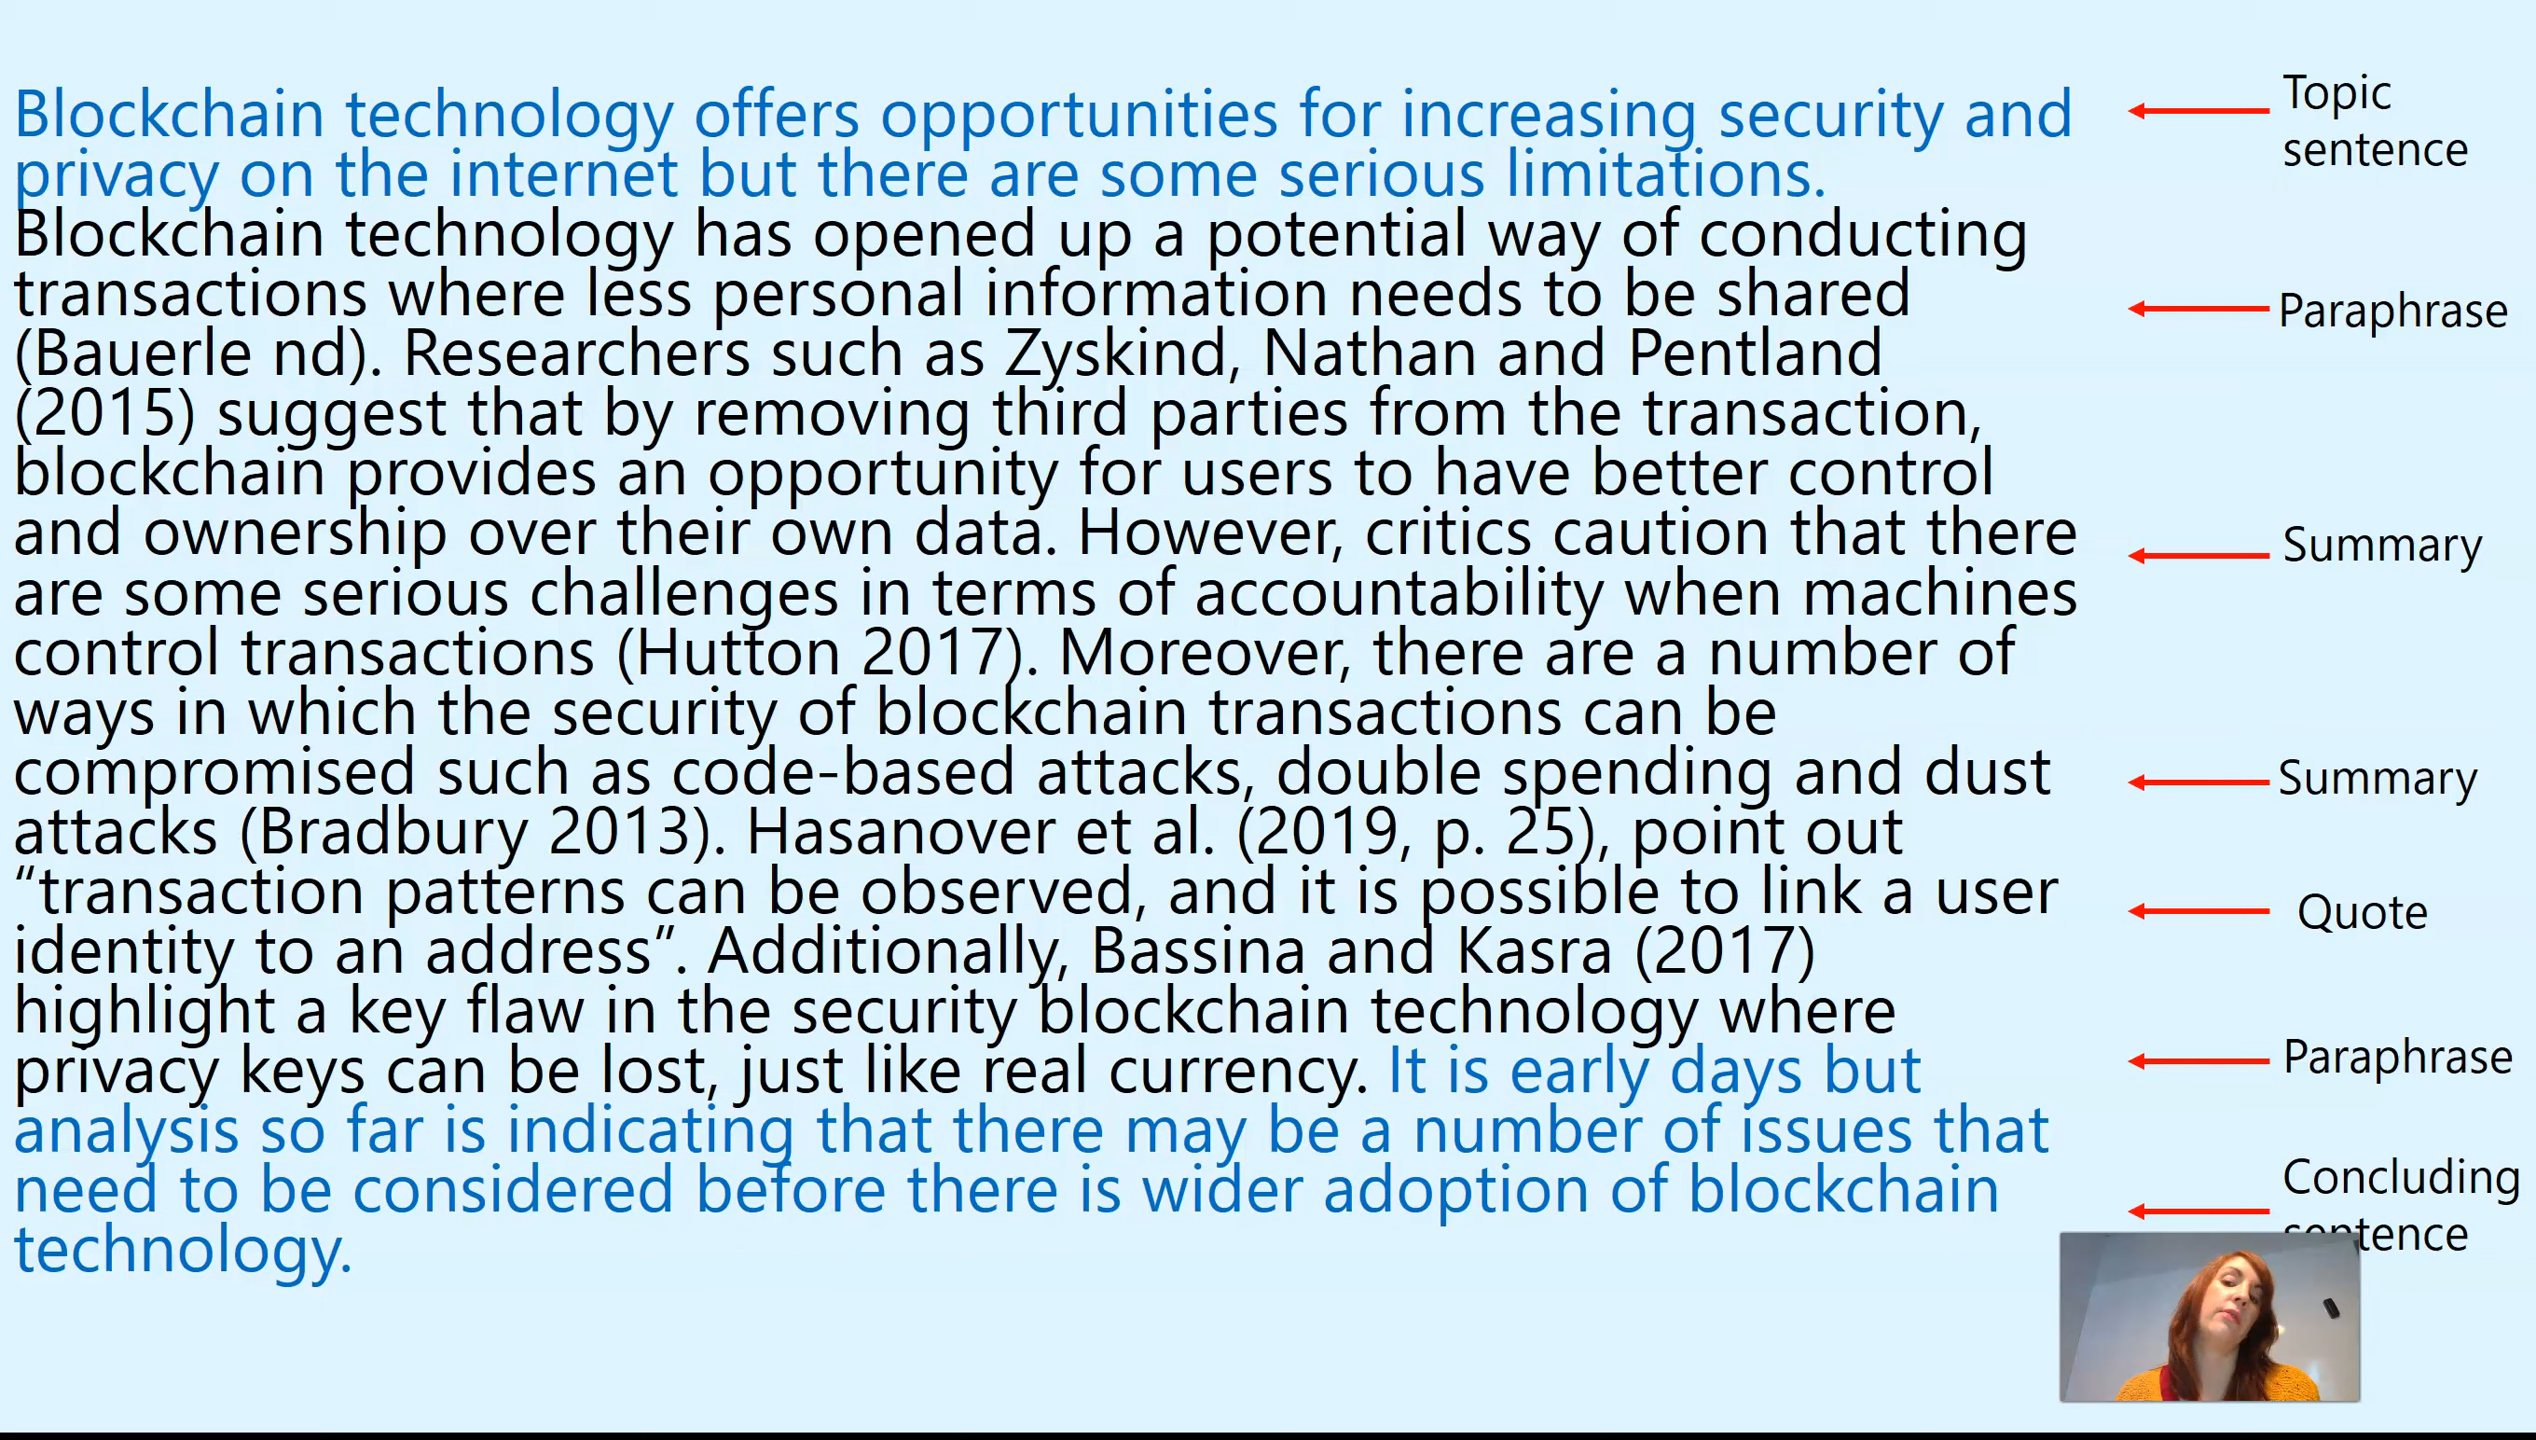 Blockchain technology offers opportunities for increasing security and
privacy on the internet but there are some serious limitations.
Blockchain technology has opened up a potential way of conducting
transactions where less personal information needs to be shared
(Bauerle nd). Researchers such as Zyskind, Nathan and Pentland
(2015) suggest that by removing third parties from the transaction,
blockchain provides an opportunity for users to have better control
and ownership over their own data. However, critics caution that there
are some serious challenges in terms of accountability when machines
control transactions (Hutton 2017). Moreover, there are a number of
ways in which the security of blockchain transactions can be
compromised such as code-based attacks, double spending and dust
attacks (Bradbury 2013). Hasanover et al. (2019, p. 25), point out
“transaction patterns can be observed, and it is possible to link a user
identity to an address”. Additionally, Bassina and Kasra (2017)
highlight a key flaw in the security blockchain technology where
privacy keys can be lost, just like real currency. It is early days but
analysis so far is indicating that there may be a number of issues that
need to be considered before there is wider adoption of blockchain
technology.
Topic
sentence
Paraphrase
Summary
Summary
Quote
Paraphrase
Concluding
sentence